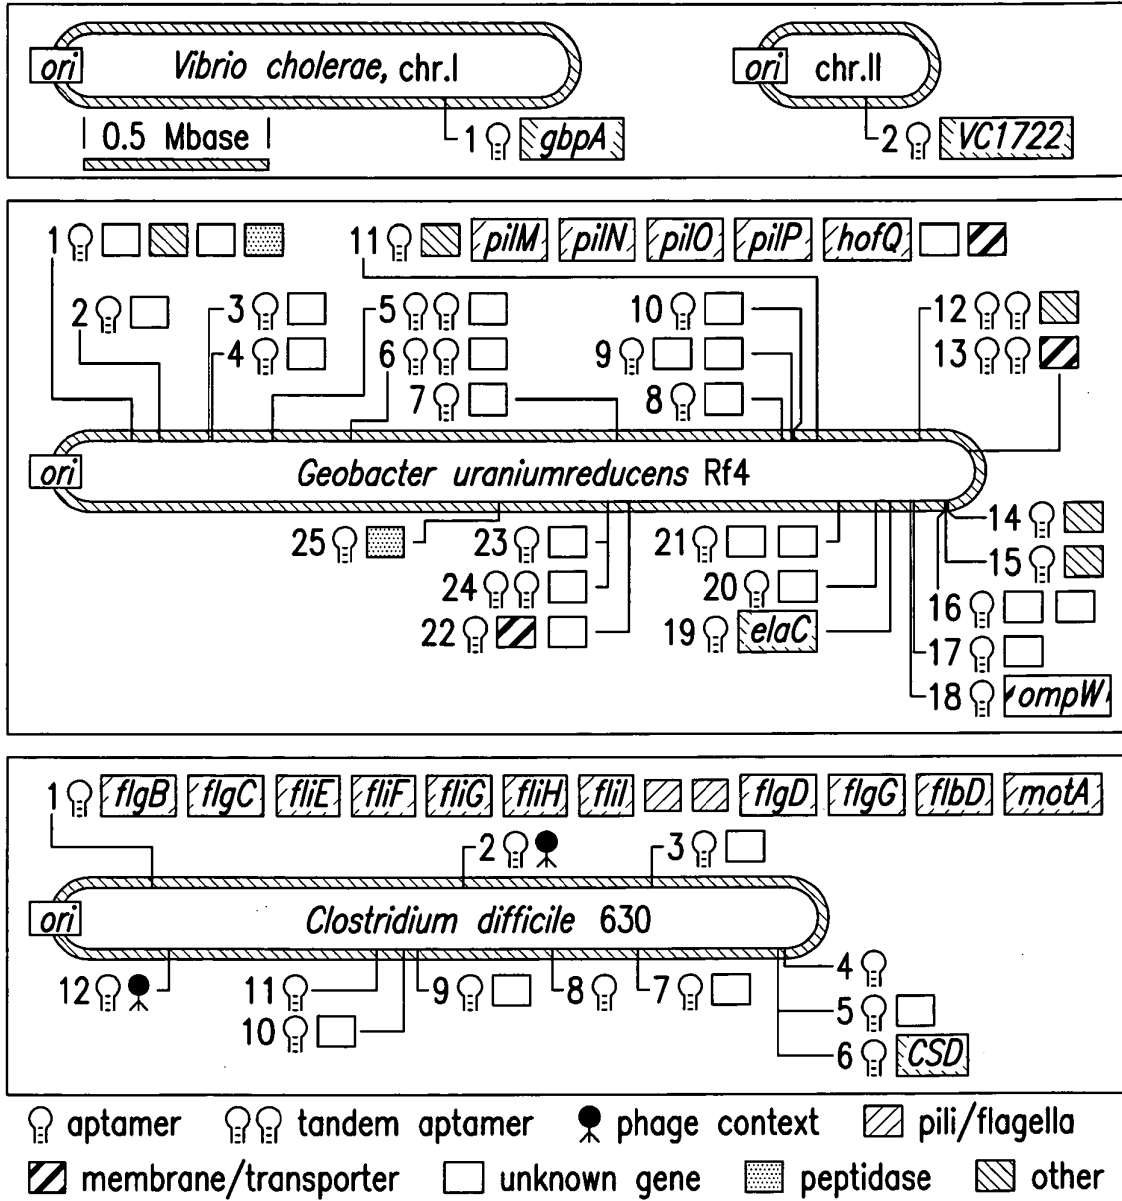 ori Vibrio cholerae, chr.I ori chr.II
0.5 Mbase 1 gbpA 2 VC1722
1 11 pilM pilN pilO pilP hofQ
2 3 5 10 12
4 6 9 13
7 8
ori Geobacter uraniumreducens Rf4
25 23 21 14
24 20 15
22 19 elaC 16
17
18 ompW
1 flgB flgC fliE fliF fliG fliH fliI flgD flgG flbD motA
2 3
ori Clostridium difficile 630
12 11 9 8 7 4
10 5
6 CSD
aptamer tandem aptamer phage context pili/flagella
membrane/transporter unknown gene peptidase other